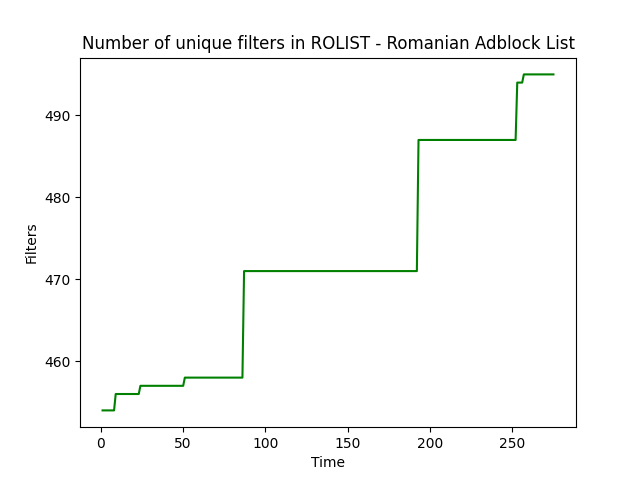 Number of unique filters in ROLIST - Romanian Adblock List
Filters
490
480
470
460
0 50 100 150 200 250
Time